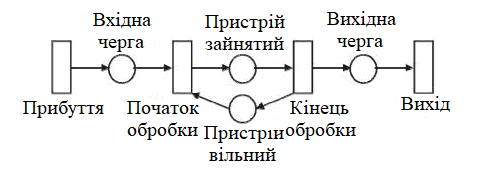 Вхідна
черга
Пристрій
зайнятий
Вихідна
черга
Прибуття
Початок
обробки
Пристрій
вільний
Кінець
обробки
Вихід